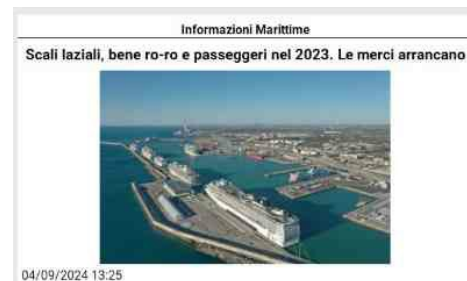 Informazioni Marittime
Scali laziali, bene ro-ro e passeggeri nel 2023. Le merci arrancano
04/09/2024 13:25